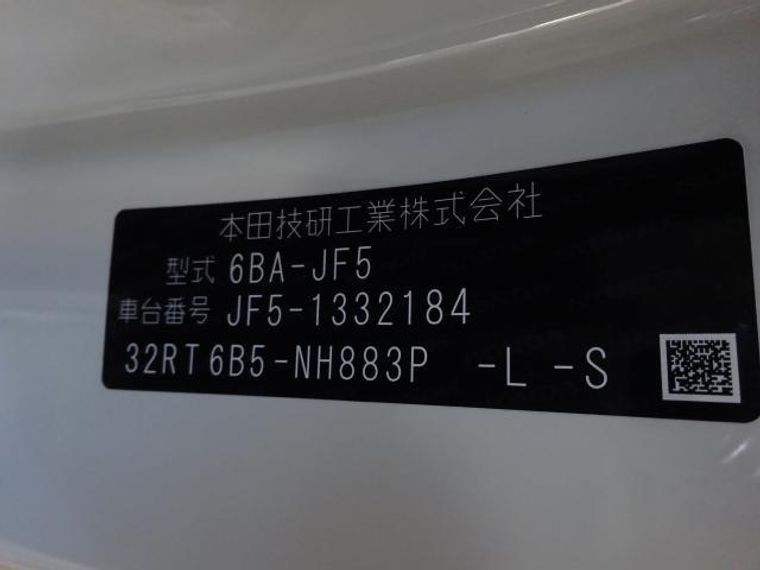 本田技研工業株式会社
型式 6BA-JF5
車台番号 JF5-1332184
32RT6B5-NH883P -L -S